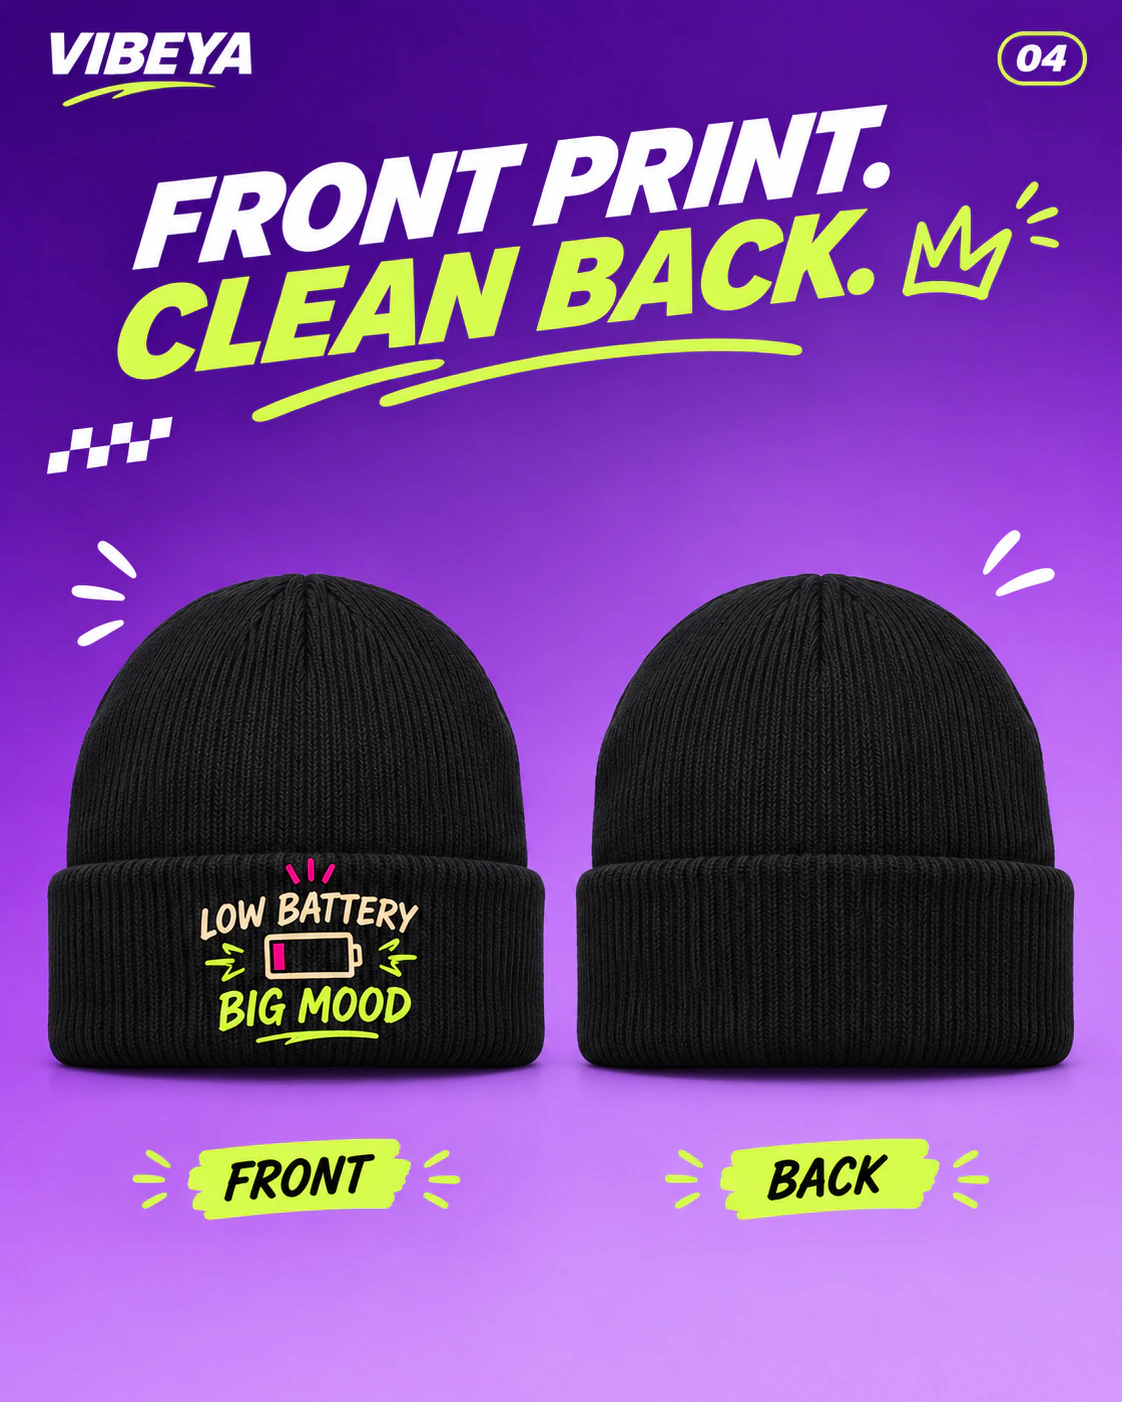 VIBEYA
04
FRONT PRINT.
CLEAN BACK.
LOW BATTERY
BIG MOOD
FRONT
BACK